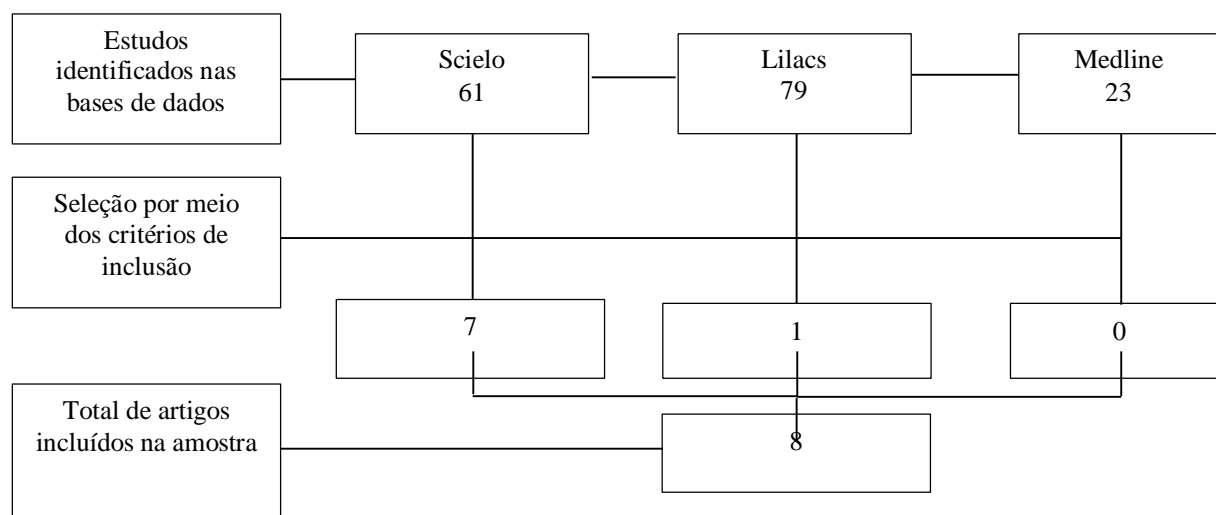 Estudos
identificados nas
bases de dados
Scielo
61
Lilacs
79
Medline
23
Seleção por meio
dos critérios de
inclusão
7
1
0
Total de artigos
incluídos na amostra
8